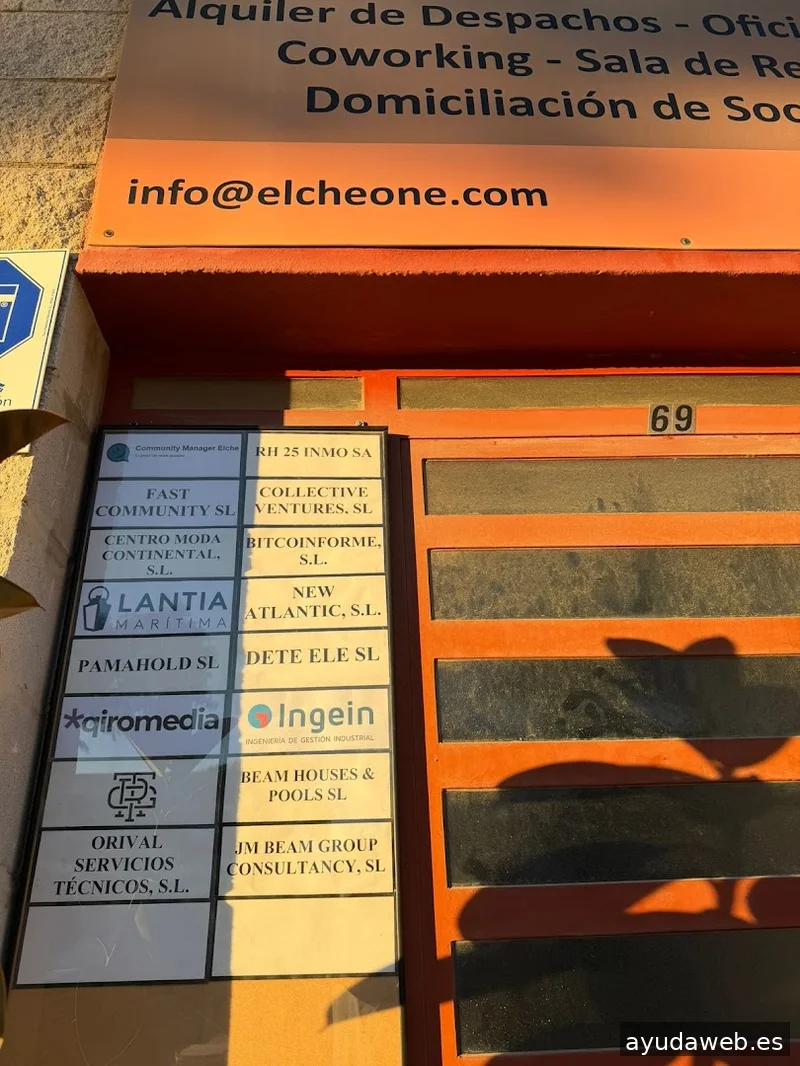 Alquiler de Despachos - Ofici
Coworking - Sala de Re
Domiciliación de Soc
info@elcheone.com
69
Community Manager Elche
RH 25 INMO SA
FAST
COMMUNITY SL
COLLECTIVE
VENTURES, SL
CENTRO MODA
CONTINENTAL,
S.L.
BITCOINFORME,
S.L.
LANTIA
MARÍTIMA
NEW
ATLANTIC, S.L.
PAMAHOLD SL
DETE ELE SL
*qiromedia
Ingein
INGENIERÍA DE GESTIÓN INDUSTRIAL
BEAM HOUSES &
POOLS SL
ORIVAL
SERVICIOS
TÉCNICOS, S.L.
JM BEAM GROUP
CONSULTANCY, SL
ayudaweb.es